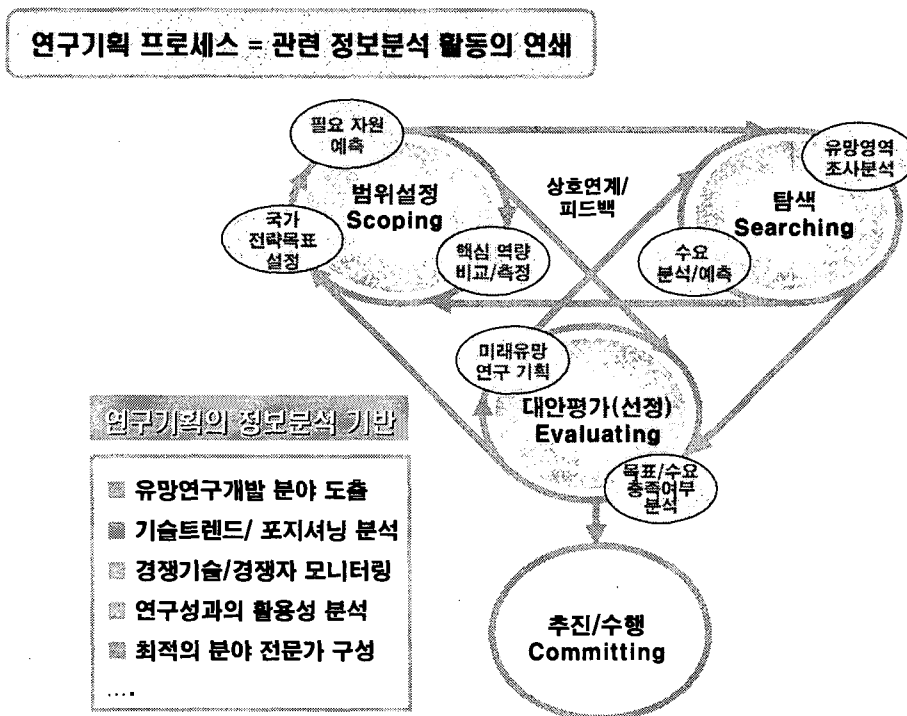 연구기획 프로세스 = 관련 정보분석 활동의 연쇄
필요 자원
예측
범위설정
Scoping
국가
전략목표
설정
핵심 역량
비교/측정
상호연계/
피드백
유망영역
조사분석
탐색
Searching
수요
분석/예측
미래유망
연구 기획
대안평가(선정)
Evaluating
목표/수요
충족여부
분석
추진/수행
Committing
연구기획의 정보분석 기반
유망연구개발 분야 도출
기술트렌드/ 포지셔닝 분석
경쟁기술/경쟁자 모니터링
연구성과의 활용성 분석
최적의 분야 전문가 구성
....